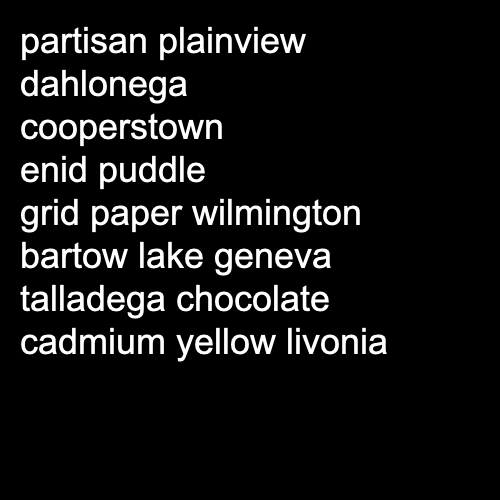 partisan plainview
dahlonega
cooperstown
enid puddle
grid paper wilmington
bartow lake geneva
talladega chocolate
cadmium yellow livonia